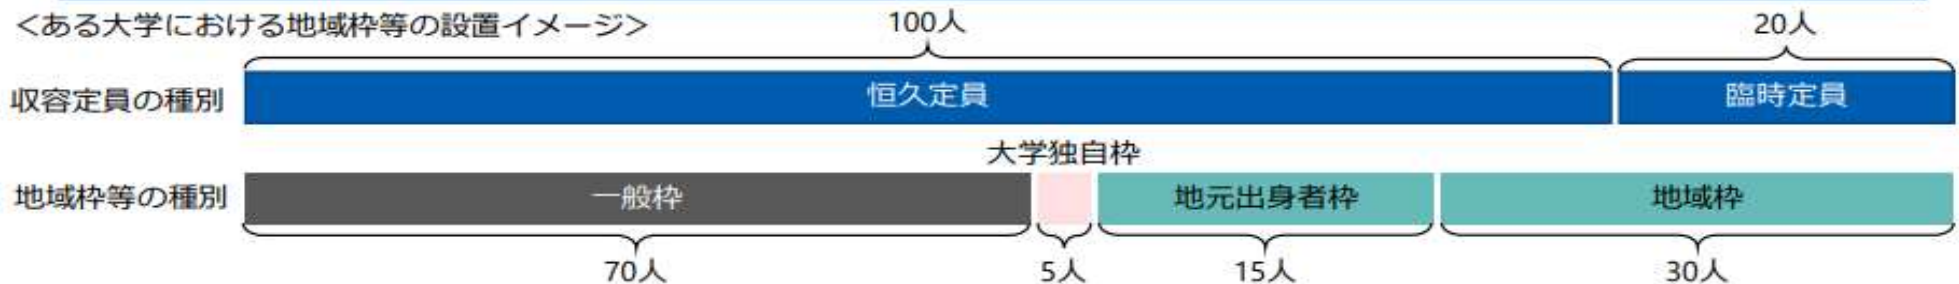 <ある大学における地域枠等の設置イメージ>
100人
20人
収容定員の種別
恒久定員
臨時定員
大学独自枠
地域枠等の種別
一般枠
地元出身者枠
地域枠
70人
5人
15人
30人